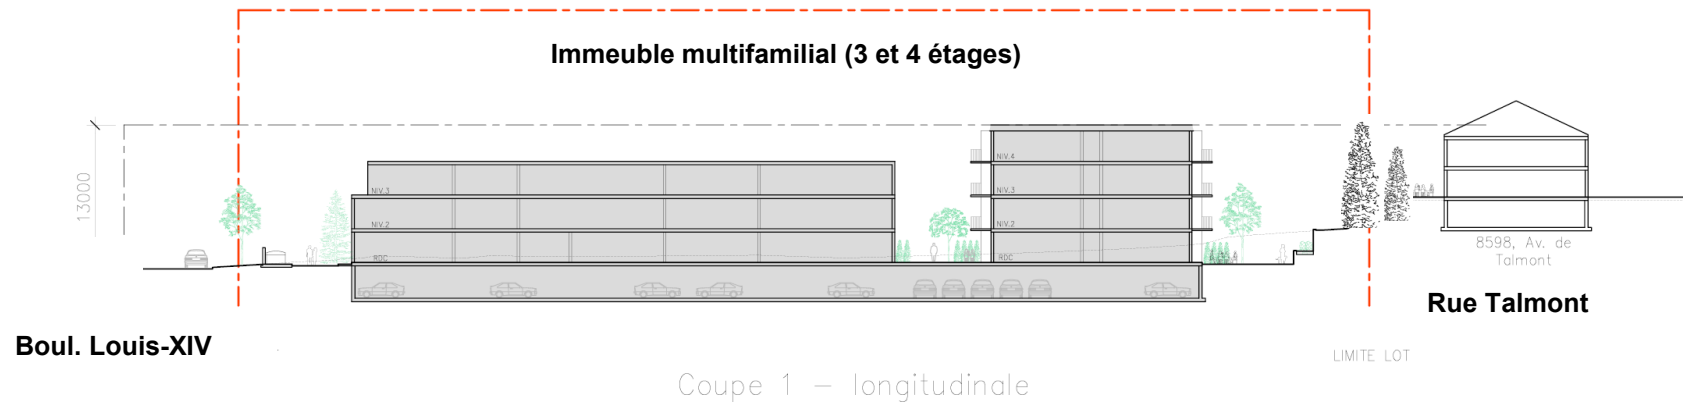 Immeuble multifamilial (3 et 4 étages)
13000
NIV.4
NIV.3
NIV.3
NIV.2
NIV.2
RDC
RDC
8598, Av. de
Talmont
Rue Talmont
Boul. Louis-XIV
LIMITE LOT
Coupe 1 – longitudinale